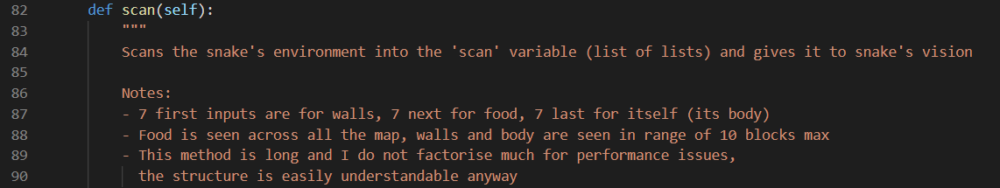 82 def scan(self):
83 """
84 Scans the snake's environment into the 'scan' variable (list of lists) and gives it to snake's vision
85
86 Notes:
87 - 7 first inputs are for walls, 7 next for food, 7 last for itself (its body)
88 - Food is seen across all the map, walls and body are seen in range of 10 blocks max
89 - This method is long and I do not factorise much for performance issues,
90 the structure is easily understandable anyway